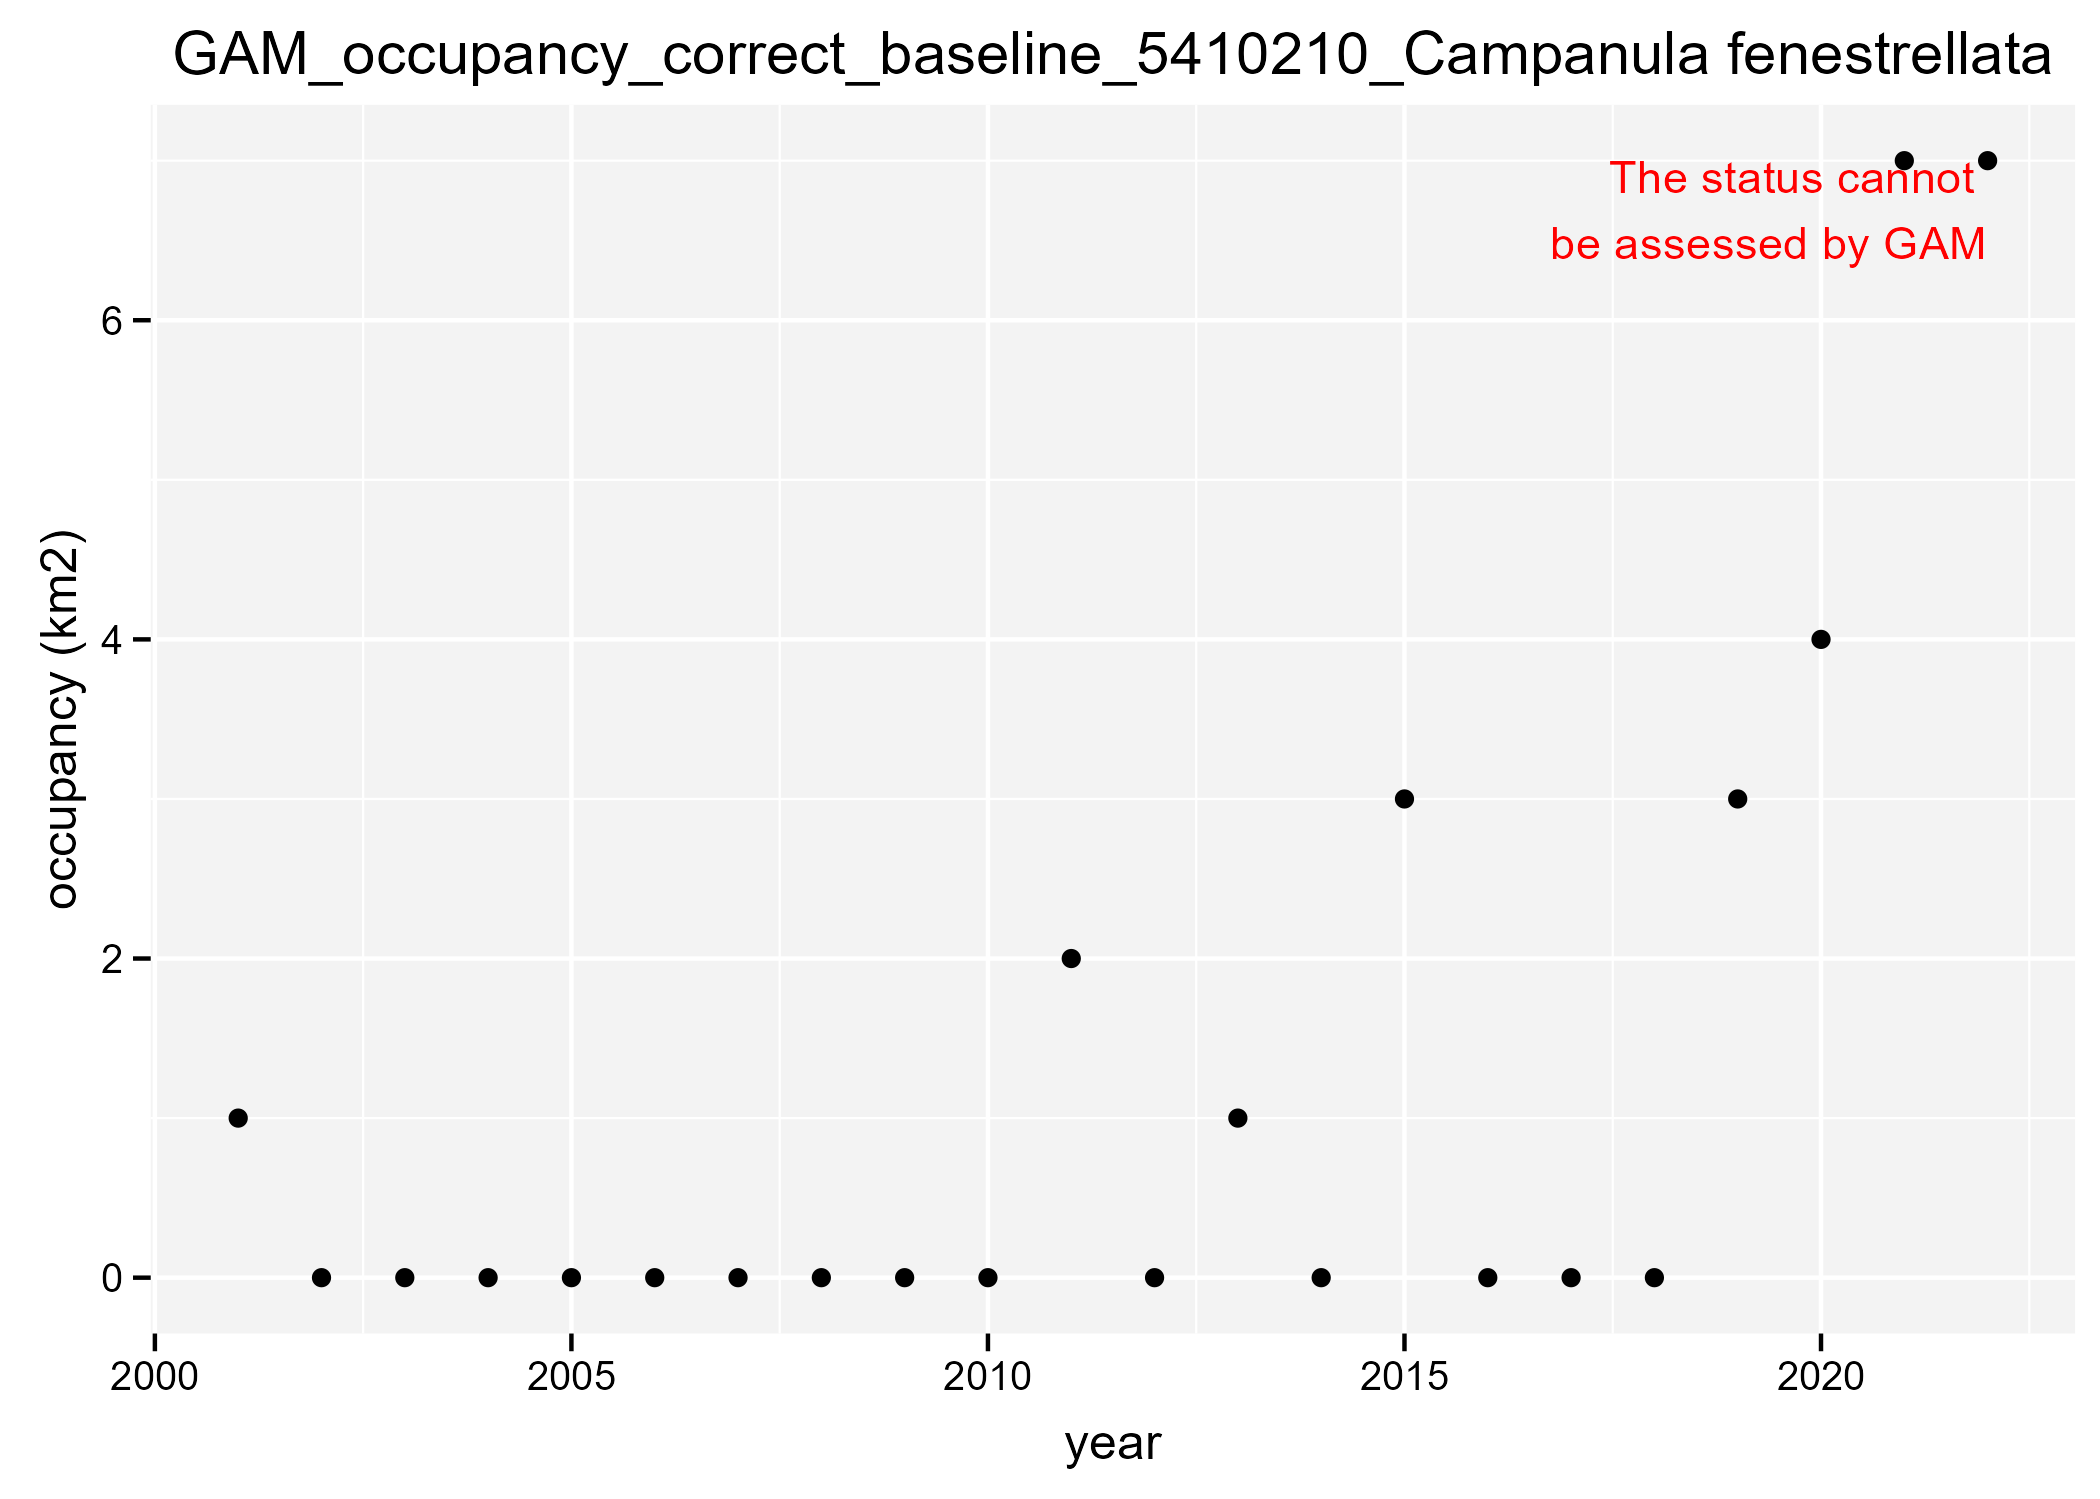 GAM_occupancy_correct_baseline_5410210_Campanula fenestrellata
The status cannot
be assessed by GAM
occupancy (km2)
6
4
2
0
2000
2005
2010
2015
2020
year